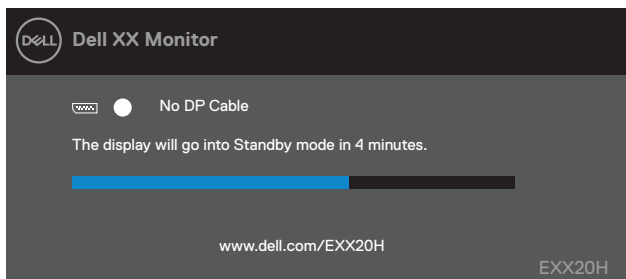 DELL Dell XX Monitor
No DP Cable
The display will go into Standby mode in 4 minutes.
www.dell.com/EXX20H
EXX20H